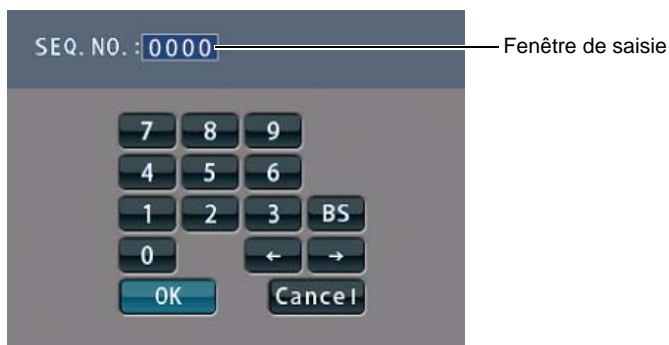 SEQ. NO. : 0000
Fenêtre de saisie
7 8 9
4 5 6
1 2 3 BS
0 ← →
OK Cancel